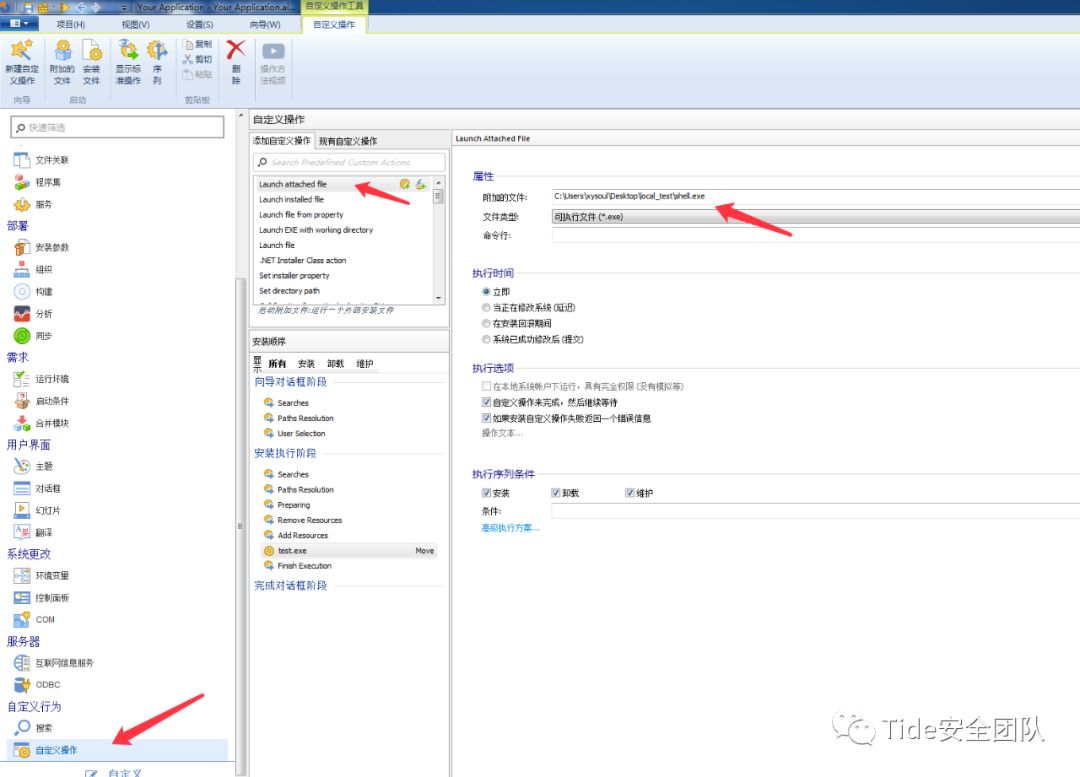 Your Application - Your Application.ai...
自定义操作工具
项目(H)
视图(V)
设置(S)
向导(W)
自定义操作
新建自定
义操作
附加的
文件
安装
文件
显示标
准操作
序
列
复制
剪切
粘贴
删
除
操作方
法视频
向导
启动
剪贴板
快速筛选
文件关联
程序集
服务
部署
安装参数
组织
构建
分析
同步
需求
运行环境
启动条件
合并模块
用户界面
主题
对话框
幻灯片
翻译
系统更改
环境变量
控制面板
COM
服务器
互联网信息服务
ODBC
自定义行为
搜索
自定义操作
自定义
自定义操作
添加自定义操作
现有自定义操作
Search Predefined Custom Actions
Launch attached file
Launch installed file
Launch file from property
Launch EXE with working directory
Launch file
.NET Installer Class action
Set installer property
Set directory path
启动附加文件:运行一个外部安装文件
安装顺序
显示
所有
安装
卸载
维护
向导对话框阶段
Searches
Paths Resolution
User Selection
安装执行阶段
Searches
Paths Resolution
Preparing
Remove Resources
Add Resources
test.exe
Move
Finish Execution
完成对话框阶段
Launch Attached File
属性
附加的文件:
C:\Users\xysoul\Desktop\local_test\shell.exe
文件类型:
可执行文件 (*.exe)
命令行:
执行时间
立即
当正在修改系统 (延迟)
在安装回滚期间
系统已成功修改后 (提交)
执行选项
在本地系统帐户下运行，具有完全权限 (没有模拟等)
自定义操作来完成，然后继续等待
如果安装自定义操作失败返回一个错误信息
操作文本...
执行序列条件
安装
卸载
维护
条件:
高级执行方案...
Tide安全团队